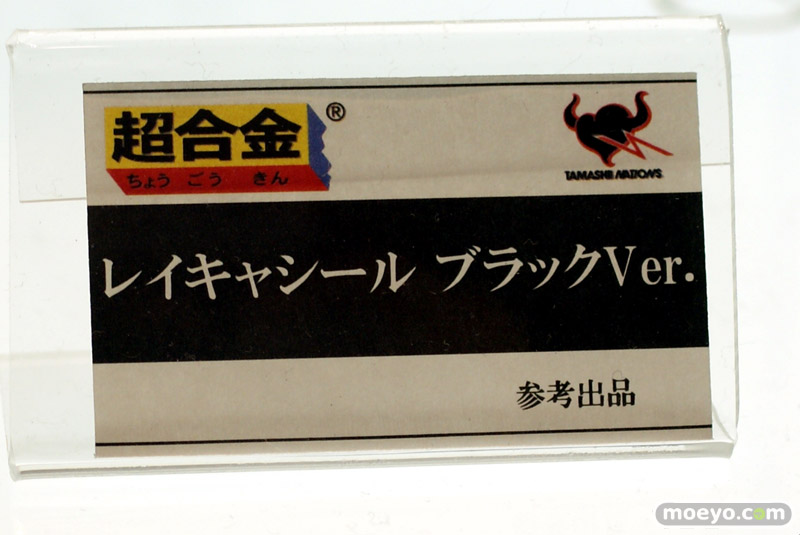 超合金®
ちょう ごう きん
TAMASHII NATIONS
レイキャシール ブラックVer.
参考出品
moeyo.com